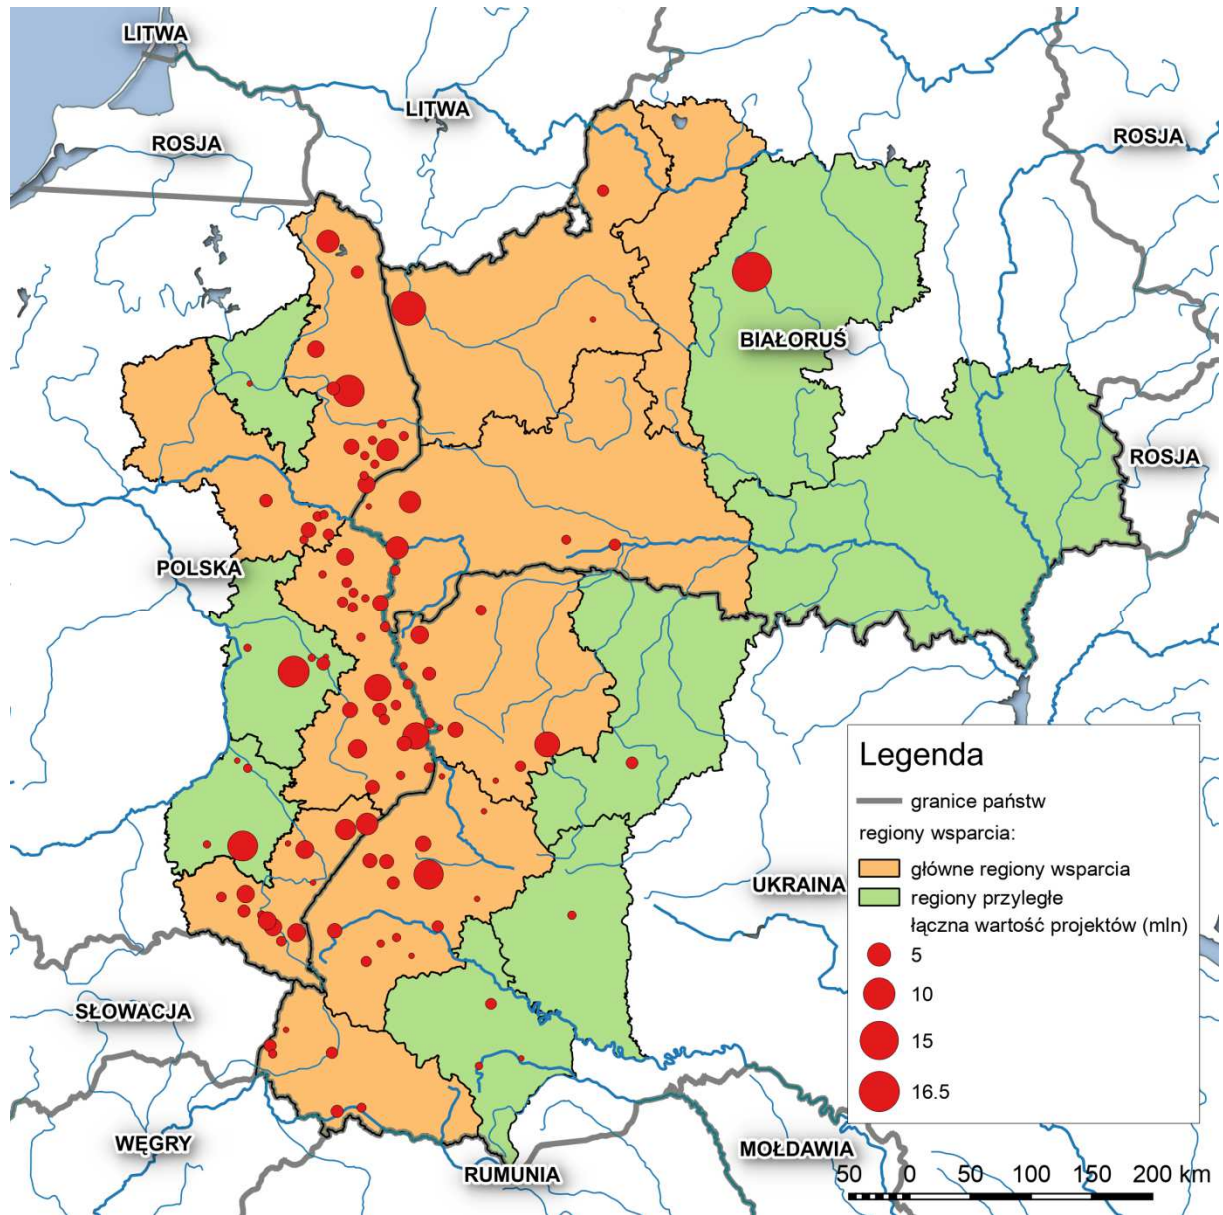 LITWA
LITWA
ROSJA
ROSJA
BIAŁORUŚ
ROSJA
POLSKA
UKRAINA
SŁOWACJA
WĘGRY
RUMUNIA
MOŁDAWIA
Legenda
granice państw
regiony wsparcia:
główne regiony wsparcia
regiony przyległe
łączna wartość projektów (mln)
5
10
15
16.5
50 0 50 100 150 200 km